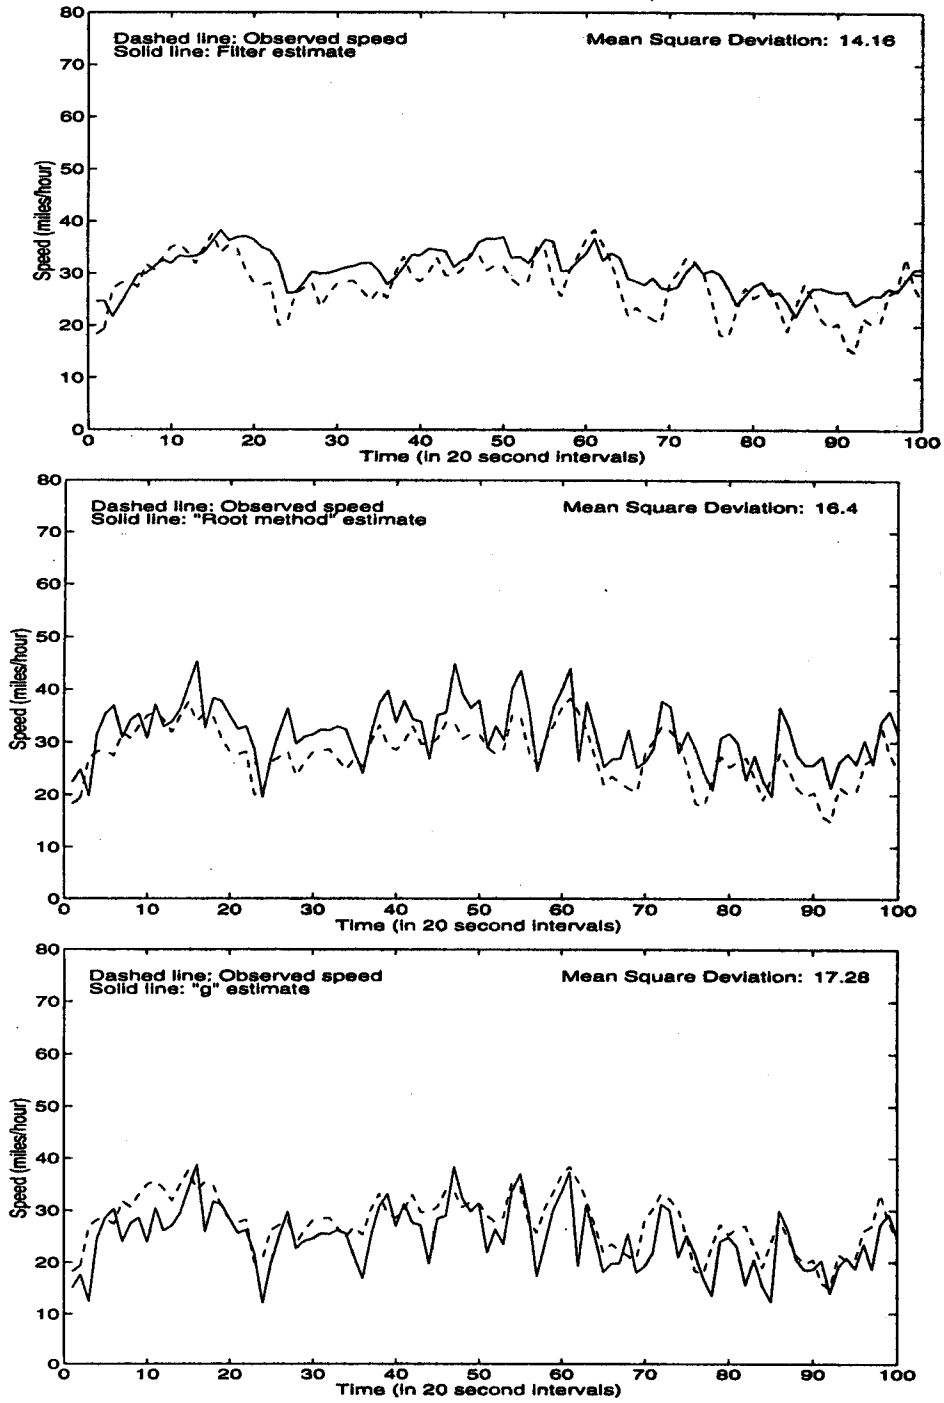 80
Dashed line: Observed speed Mean Square Deviation: 14.16
Solid line: Filter estimate
70
60
50
40
30
20
10
0
Speed (miles/hour)
0 10 20 30 40 50 60 70 80 90 100
Time (in 20 second intervals)
80
Dashed line: Observed speed Mean Square Deviation: 16.4
Solid line: "Root method" estimate
70
60
50
40
30
20
10
0
Speed (miles/hour)
0 10 20 30 40 50 60 70 80 90 100
Time (in 20 second intervals)
80
Dashed line: Observed speed Mean Square Deviation: 17.28
Solid line: "g" estimate
70
60
50
40
30
20
10
0
Speed (miles/hour)
0 10 20 30 40 50 60 70 80 90 100
Time (in 20 second intervals)